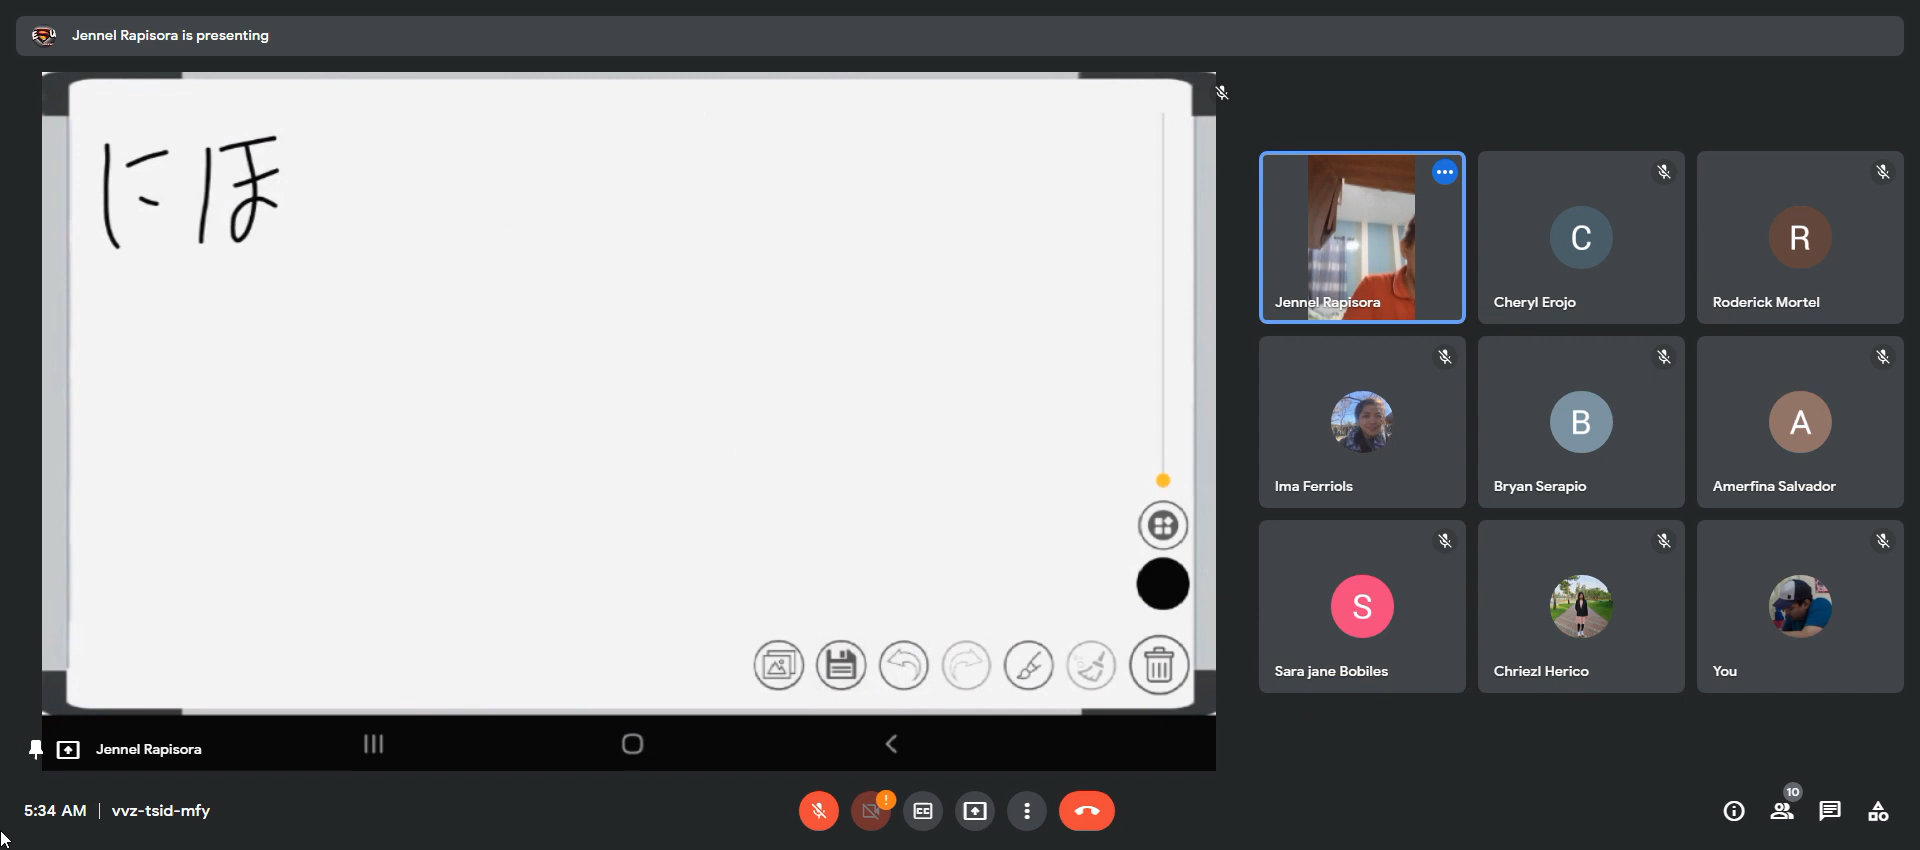 Jennel Rapisora is presenting
にほ
Jennel Rapisora
Cheryl Erojo
Roderick Mortel
Ima Ferriols
B
Bryan Serapio
A
Amerfina Salvador
S
Sara jane Bobiles
Chriezl Herico
You
C
R
Jennel Rapisora
5:34 AM | vvz-tsid-mfy
CC
10